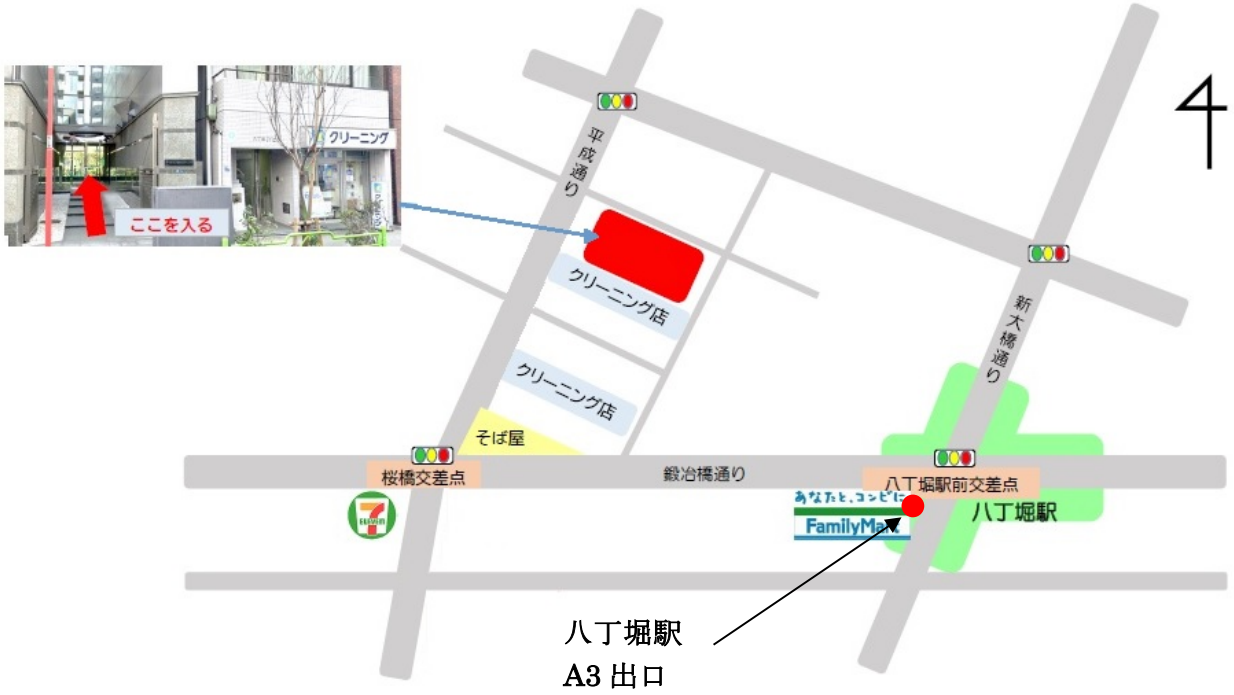 クリーニング
ここを入る
平成通り
クリーニング店
クリーニング店
そば屋
新大橋通り
桜橋交差点
鍛冶橋通り
八丁堀駅前交差点
八丁堀駅
7
ELEVEn
あなたと、コンビに
FamilyMart
八丁堀駅
A3 出口